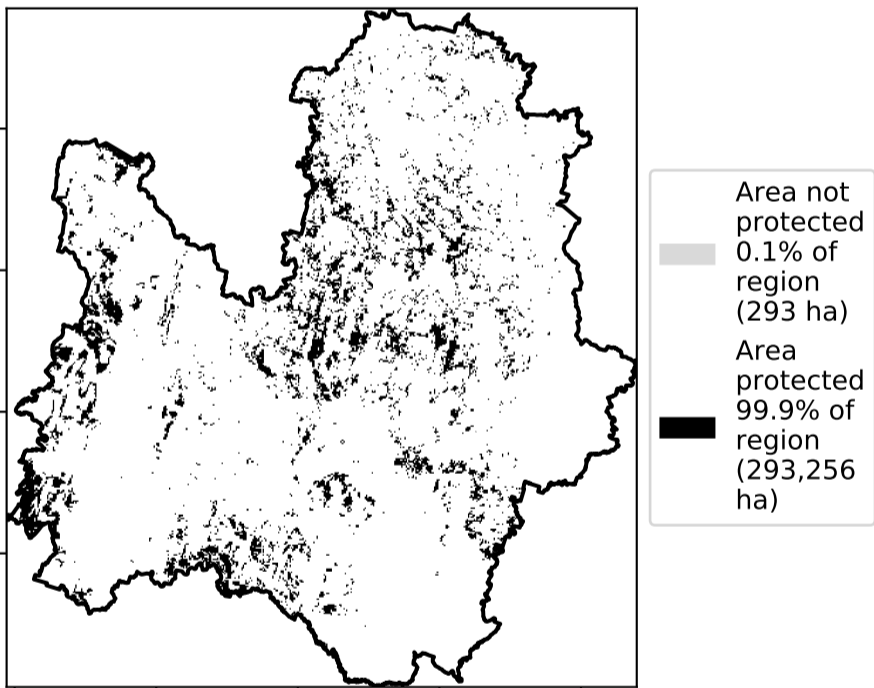 Area not
protected
0.1% of
region
(293 ha)
Area
protected
99.9% of
region
(293,256
ha)